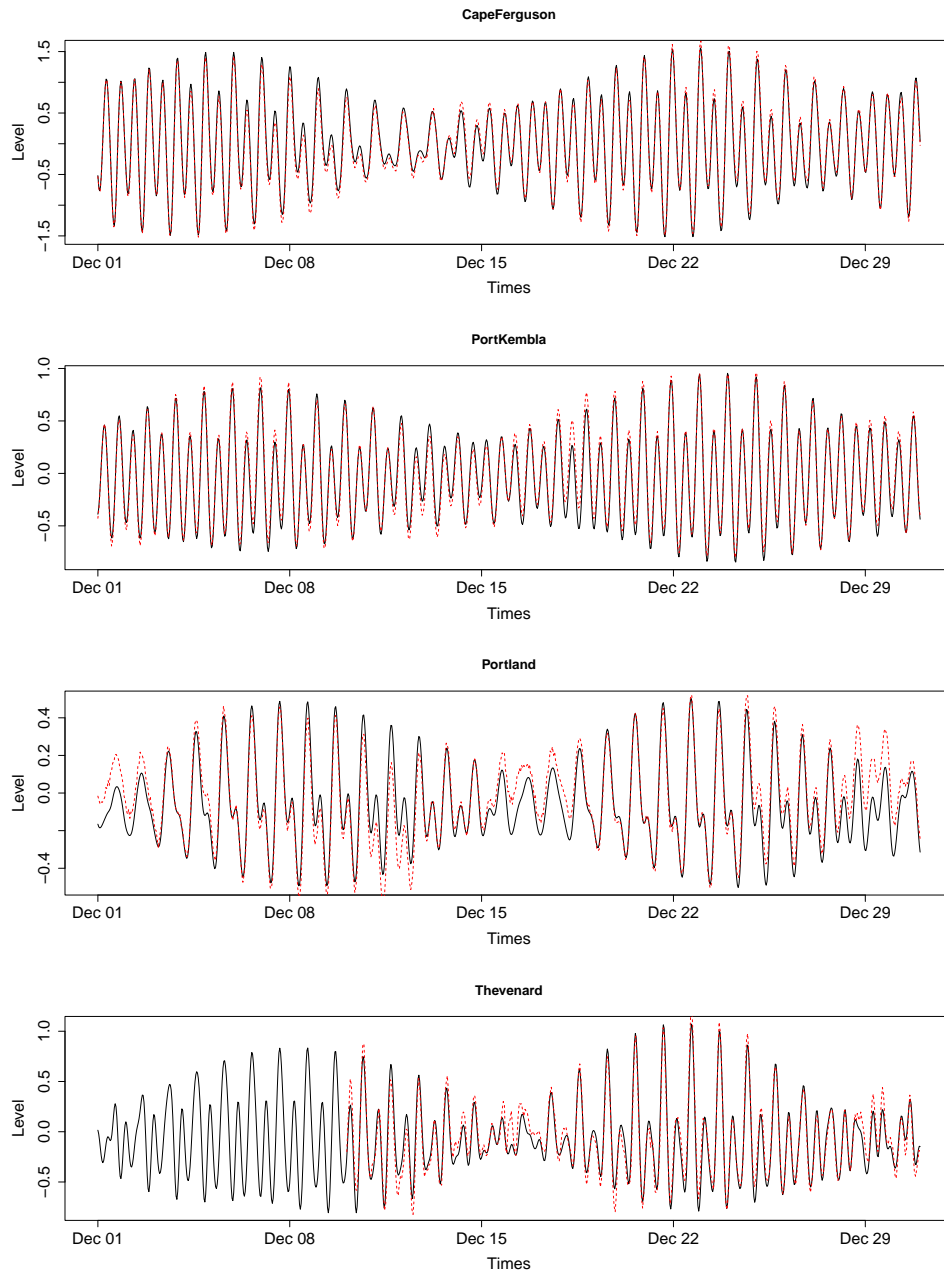 CapeFerguson
Level
1.5
0.5
−0.5
−1.5
Dec 01 Dec 08 Dec 15 Dec 22 Dec 29
Times
PortKembla
Level
1.0
0.5
0.0
−0.5
Dec 01 Dec 08 Dec 15 Dec 22 Dec 29
Times
Portland
Level
0.4
0.2
0.0
−0.4
Dec 01 Dec 08 Dec 15 Dec 22 Dec 29
Times
Thevenard
Level
1.0
0.5
0.0
−0.5
Dec 01 Dec 08 Dec 15 Dec 22 Dec 29
Times